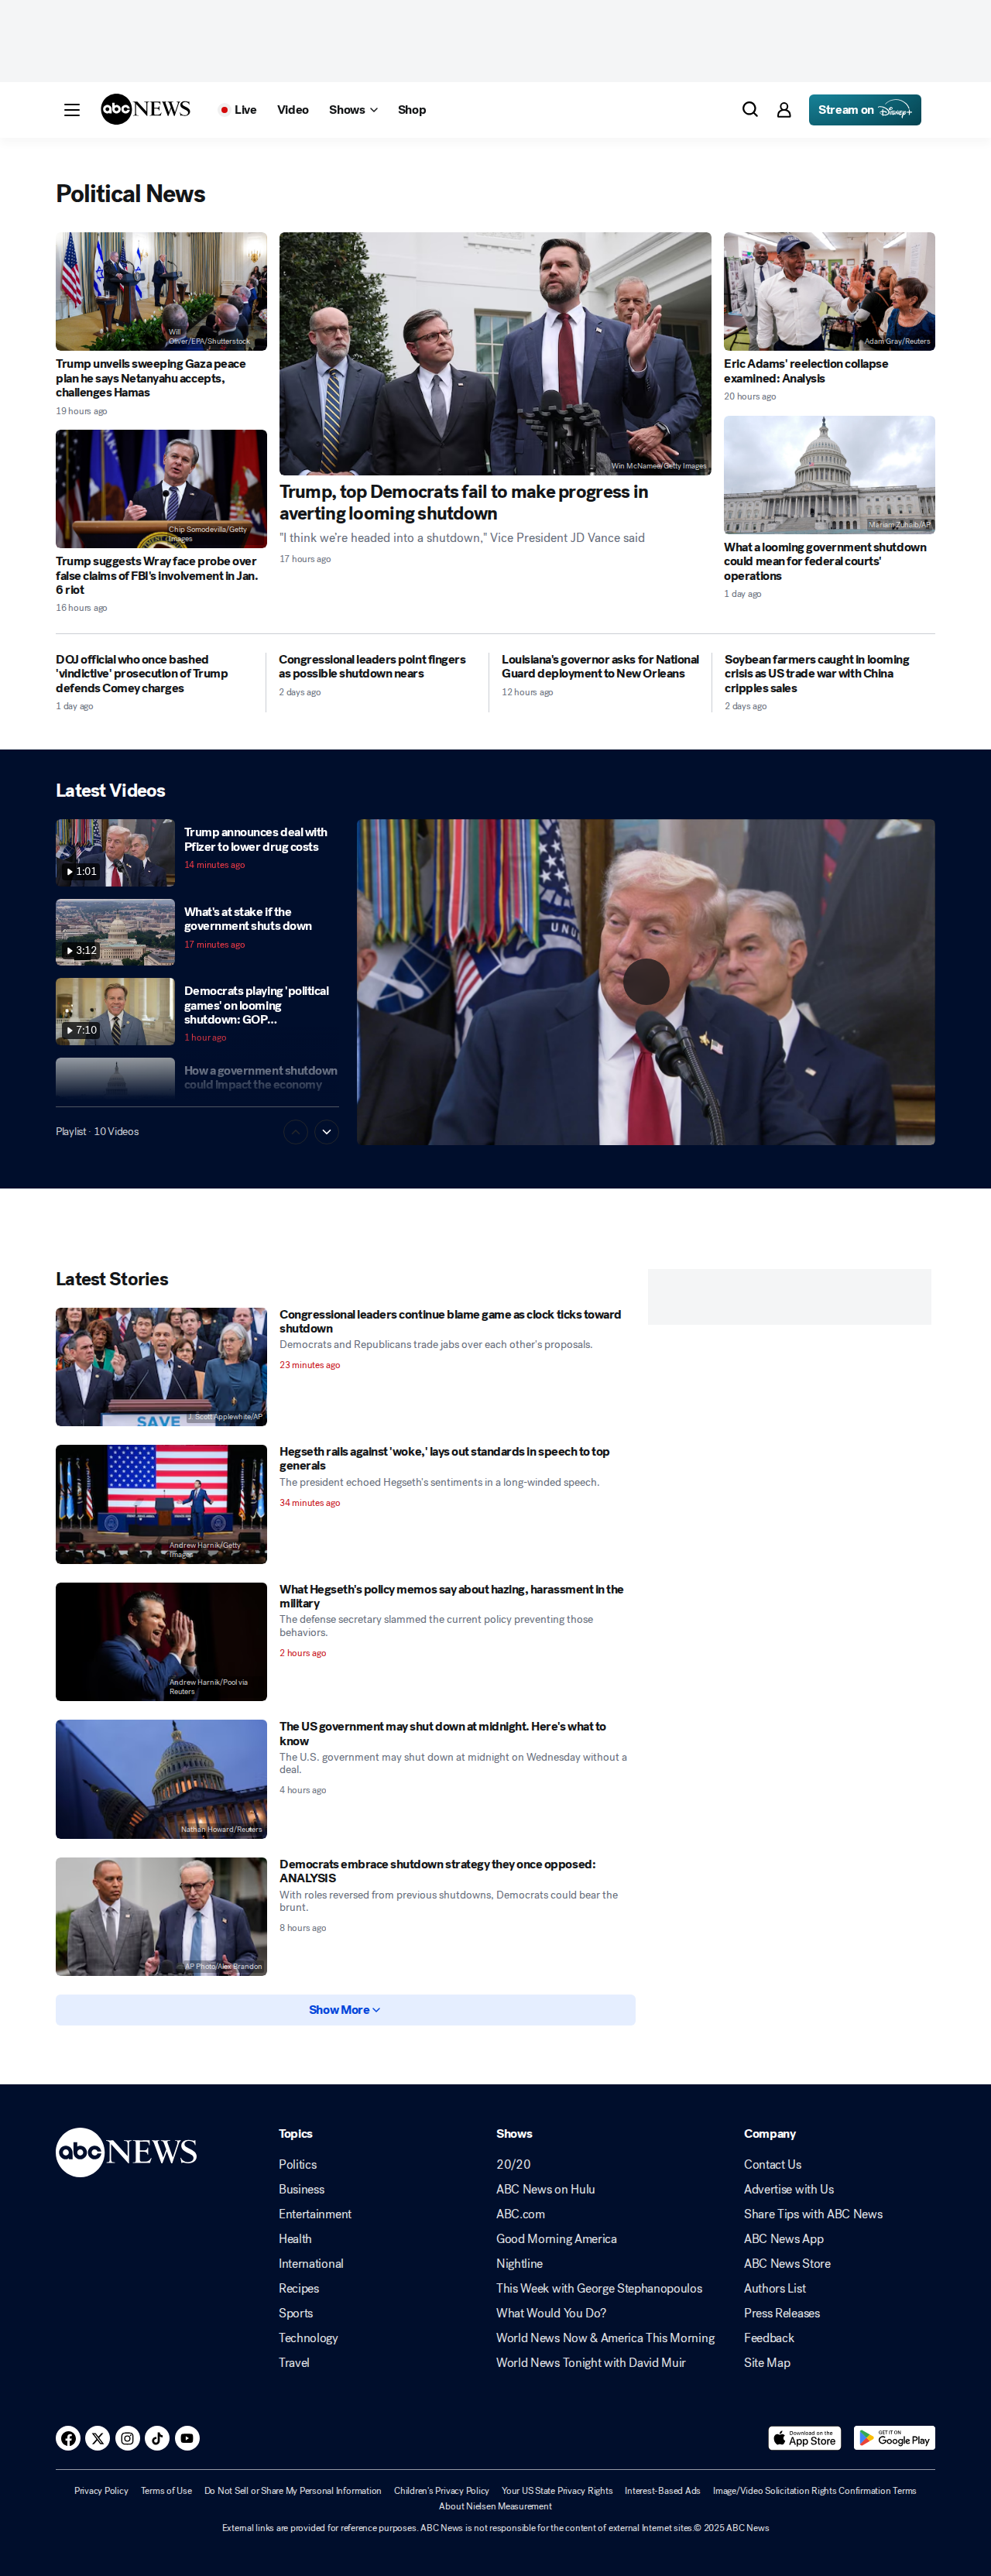 abc NEWS
Live
Video
Shows
Shop
Stream on Disney+
Political News
Will
Oliver/EPA/Shutterstock
Trump unveils sweeping Gaza peace
plan he says Netanyahu accepts,
challenges Hamas
19 hours ago
Chip Somodevilla/Getty
Images
Trump suggests Wray face probe over
false claims of FBI's involvement in Jan.
6 riot
16 hours ago
Win McNamee/Getty Images
Trump, top Democrats fail to make progress in
averting looming shutdown
"I think we're headed into a shutdown," Vice President JD Vance said
17 hours ago
Adam Gray/Reuters
Eric Adams' reelection collapse
examined: Analysis
20 hours ago
Mariam Zuhaib/AP
What a looming government shutdown
could mean for federal courts'
operations
1 day ago
DOJ official who once bashed
'vindictive' prosecution of Trump
defends Comey charges
1 day ago
Congressional leaders point fingers
as possible shutdown nears
2 days ago
Louisiana's governor asks for National
Guard deployment to New Orleans
12 hours ago
Soybean farmers caught in looming
crisis as US trade war with China
cripples sales
2 days ago
Latest Videos
1:01
Trump announces deal with
Pfizer to lower drug costs
14 minutes ago
3:12
What's at stake if the
government shuts down
17 minutes ago
7:10
Democrats playing 'political
games' on looming
shutdown: GOP...
1 hour ago
How a government shutdown
could impact the economy
Playlist · 10 Videos
Latest Stories
SAVE
J. Scott Applewhite/AP
Congressional leaders continue blame game as clock ticks toward
shutdown
Democrats and Republicans trade jabs over each other's proposals.
23 minutes ago
Andrew Harnik/Getty
Images
Hegseth rails against 'woke,' lays out standards in speech to top
generals
The president echoed Hegseth's sentiments in a long-winded speech.
34 minutes ago
Andrew Harnik/Pool via
Reuters
What Hegseth's policy memos say about hazing, harassment in the
military
The defense secretary slammed the current policy preventing those
behaviors.
2 hours ago
Nathan Howard/Reuters
The US government may shut down at midnight. Here's what to
know
The U.S. government may shut down at midnight on Wednesday without a
deal.
4 hours ago
AP Photo/Alex Brandon
Democrats embrace shutdown strategy they once opposed:
ANALYSIS
With roles reversed from previous shutdowns, Democrats could bear the
brunt.
8 hours ago
Show More
abc NEWS
Topics
Politics
Business
Entertainment
Health
International
Recipes
Sports
Technology
Travel
Shows
20/20
ABC News on Hulu
ABC.com
Good Morning America
Nightline
This Week with George Stephanopoulos
What Would You Do?
World News Now & America This Morning
World News Tonight with David Muir
Company
Contact Us
Advertise with Us
Share Tips with ABC News
ABC News App
ABC News Store
Authors List
Press Releases
Feedback
Site Map
Download on the
App Store
GET IT ON
Google Play
Privacy Policy Terms of Use Do Not Sell or Share My Personal Information Children's Privacy Policy Your US State Privacy Rights Interest-Based Ads Image/Video Solicitation Rights Confirmation Terms
About Nielsen Measurement
External links are provided for reference purposes. ABC News is not responsible for the content of external Internet sites.© 2025 ABC News